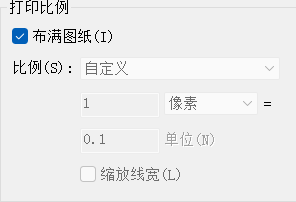 打印比例
布满图纸(I)
比例(S)： 自定义
1 像素 =
0.1 单位(N)
缩放线宽(L)